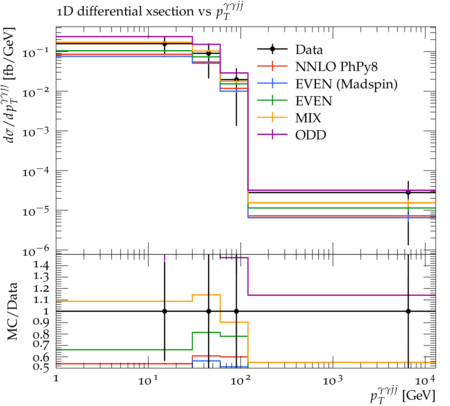 1D differential xsection vs p_T^{γγjj}
dσ/dp_T^{γγjj} [fb/GeV]
10^{-1}
10^{-2}
10^{-3}
10^{-4}
10^{-5}
10^{-6}
Data
NNLO PhPy8
EVEN (Madspin)
EVEN
MIX
ODD
MC/Data
1.4
1.3
1.2
1.1
1
0.9
0.8
0.7
0.6
0.5
1
10^1
10^2
10^3
10^4
p_T^{γγjj} [GeV]